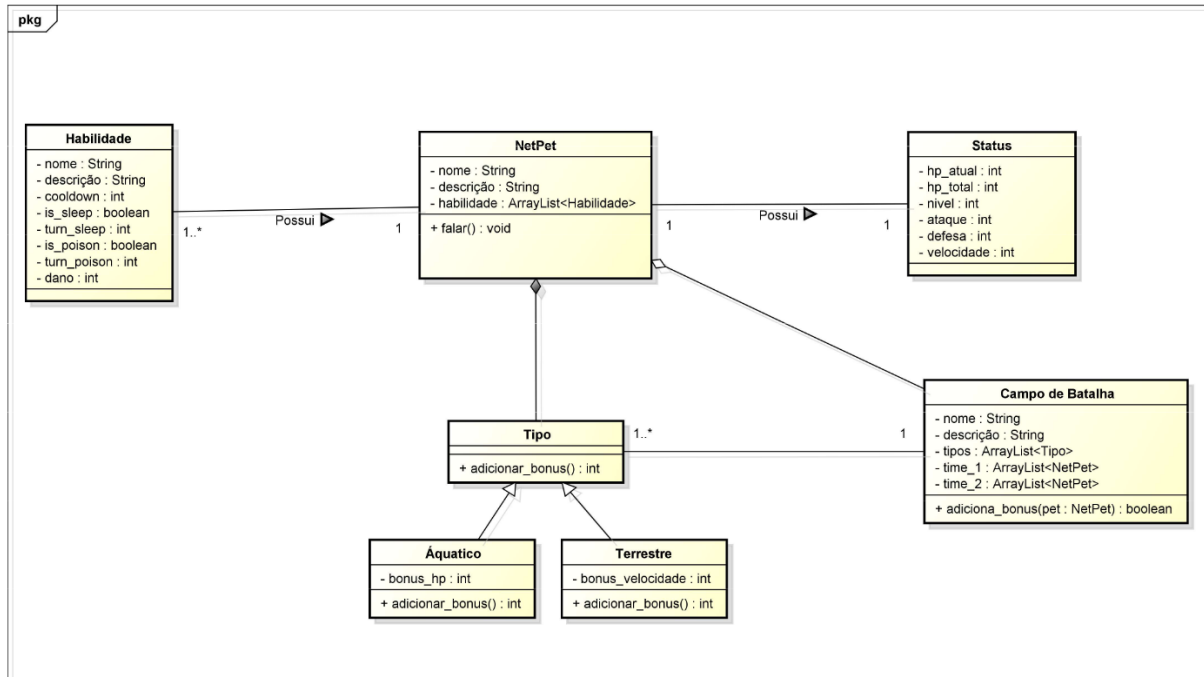 pkg
Habilidade
- nome : String
- descrição : String
- cooldown : int
- is_sleep : boolean
- turn_sleep : int
- is_poison : boolean
- turn_poison : int
- dano : int
1..*
Possui
1
NetPet
- nome : String
- descrição : String
- habilidade : ArrayList<Habilidade>
+ falar() : void
1
Possui
1
Status
- hp_atual : int
- hp_total : int
- nivel : int
- ataque : int
- defesa : int
- velocidade : int
Tipo
+ adicionar_bonus() : int
1..*
1
Campo de Batalha
- nome : String
- descrição : String
- tipos : ArrayList<Tipo>
- time_1 : ArrayList<NetPet>
- time_2 : ArrayList<NetPet>
+ adiciona_bonus(pet : NetPet) : boolean
Áquatico
- bonus_hp : int
+ adicionar_bonus() : int
Terrestre
- bonus_velocidade : int
+ adicionar_bonus() : int